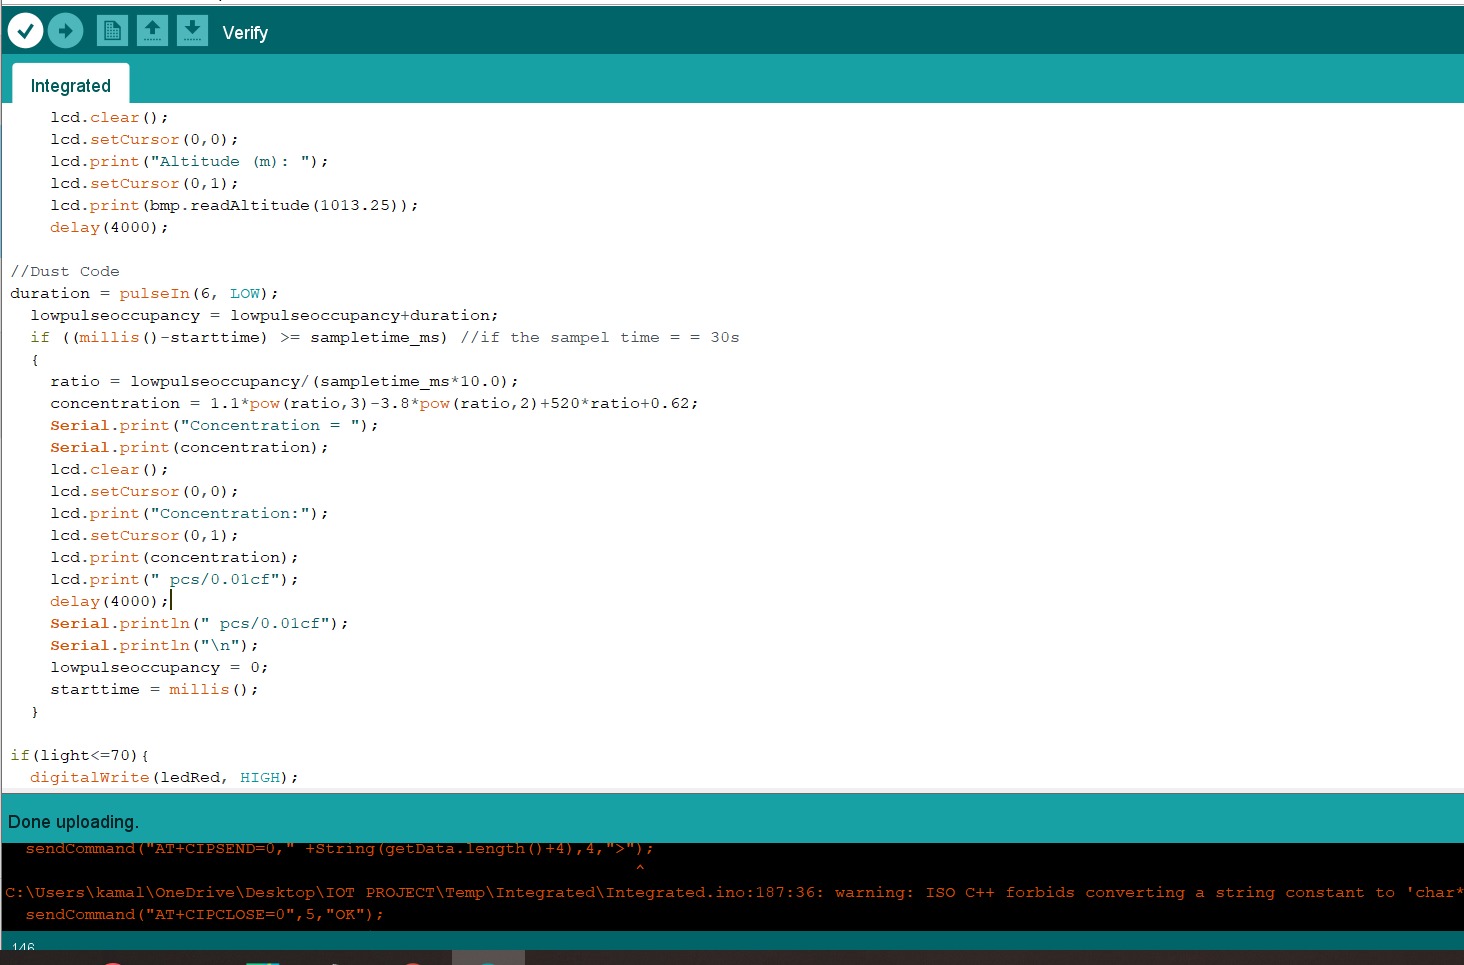 Verify
Integrated
lcd.clear();
lcd.setCursor(0,0);
lcd.print("Altitude (m): ");
lcd.setCursor(0,1);
lcd.print(bmp.readAltitude(1013.25));
delay(4000);
//Dust Code
duration = pulseIn(6, LOW);
lowpulseoccupancy = lowpulseoccupancy+duration;
if ((millis()-starttime) >= sampletime_ms) //if the sampel time = = 30s
{
ratio = lowpulseoccupancy/(sampletime_ms*10.0);
concentration = 1.1*pow(ratio,3)-3.8*pow(ratio,2)+520*ratio+0.62;
Serial.print("Concentration = ");
Serial.print(concentration);
lcd.clear();
lcd.setCursor(0,0);
lcd.print("Concentration:");
lcd.setCursor(0,1);
lcd.print(concentration);
lcd.print(" pcs/0.01cf");
delay(4000);
Serial.println(" pcs/0.01cf");
Serial.println("\n");
lowpulseoccupancy = 0;
starttime = millis();
}
if(light<=70){
digitalWrite(ledRed, HIGH);
Done uploading.
sendCommand("AT+CIPSEND=0," +String(getData.length()+4),4,">");
^
C:\Users\kamal\OneDrive\Desktop\IOT PROJECT\Temp\Integrated\Integrated.ino:187:36: warning: ISO C++ forbids converting a string constant to 'char*
sendCommand("AT+CIPCLOSE=0",5,"OK");
146